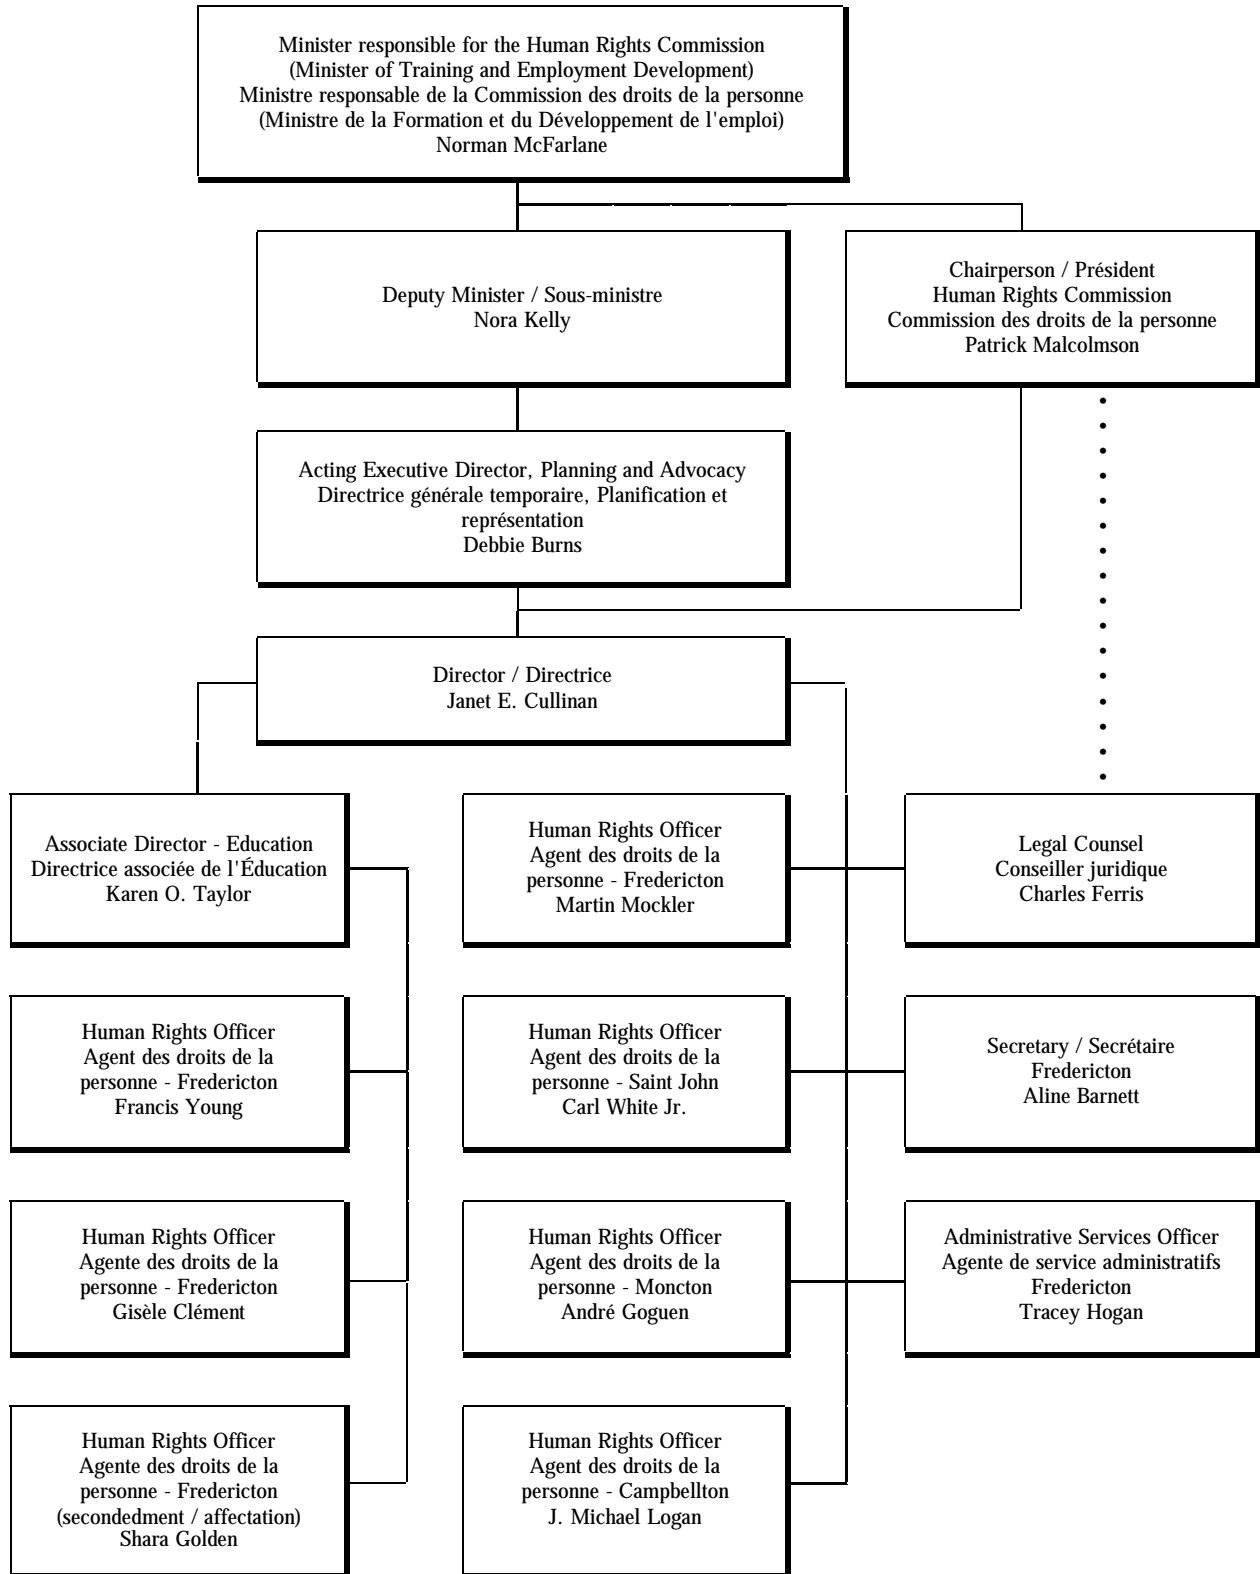 Minister responsible for the Human Rights Commission
(Minister of Training and Employment Development)
Ministre responsable de la Commission des droits de la personne
(Ministre de la Formation et du Développement de l'emploi)
Norman McFarlane
Deputy Minister / Sous-ministre
Nora Kelly
Chairperson / Président
Human Rights Commission
Commission des droits de la personne
Patrick Malcolmson
Acting Executive Director, Planning and Advocacy
Directrice générale temporaire, Planification et
représentation
Debbie Burns
Director / Directrice
Janet E. Cullinan
Associate Director - Education
Directrice associée de l'Éducation
Karen O. Taylor
Human Rights Officer
Agent des droits de la
personne - Fredericton
Martin Mockler
Legal Counsel
Conseiller juridique
Charles Ferris
Human Rights Officer
Agent des droits de la
personne - Fredericton
Francis Young
Human Rights Officer
Agent des droits de la
personne - Saint John
Carl White Jr.
Secretary / Secrétaire
Fredericton
Aline Barnett
Human Rights Officer
Agente des droits de la
personne - Fredericton
Gisèle Clément
Human Rights Officer
Agent des droits de la
personne - Moncton
André Goguen
Administrative Services Officer
Agente de service administratifs
Fredericton
Tracey Hogan
Human Rights Officer
Agente des droits de la
personne - Fredericton
(secondedment / affectation)
Shara Golden
Human Rights Officer
Agent des droits de la
personne - Campbellton
J. Michael Logan